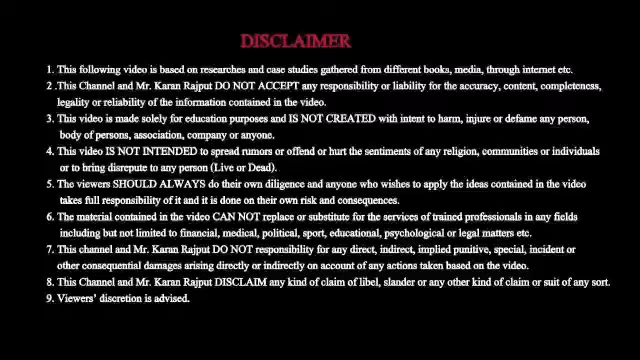 DISCLAIMER
1. This following video is based on researches and case studies gathered from different books, media, through internet etc.
2 .This Channel and Mr. Karan Rajput DO NOT ACCEPT any responsibility or liability for the accuracy, content, completeness,
legality or reliability of the information contained in the video.
3. This video is made solely for education purposes and IS NOT CREATED with intent to harm, injure or defame any person,
body of persons, association, company or anyone.
4. This video IS NOT INTENDED to spread rumors or offend or hurt the sentiments of any religion, communities or individuals
or to bring disrepute to any person (Live or Dead).
5. The viewers SHOULD ALWAYS do their own diligence and anyone who wishes to apply the ideas contained in the video
takes full responsibility of it and it is done on their own risk and consequences.
6. The material contained in the video CAN NOT replace or substitute for the services of trained professionals in any fields
including but not limited to financial, medical, political, sport, educational, psychological or legal matters etc.
7. This channel and Mr. Karan Rajput DO NOT responsibility for any direct, indirect, implied punitive, special, incident or
other consequential damages arising directly or indirectly on account of any actions taken based on the video.
8. This Channel and Mr. Karan Rajput DISCLAIM any kind of claim of libel, slander or any other kind of claim or suit of any sort.
9. Viewers' discretion is advised.